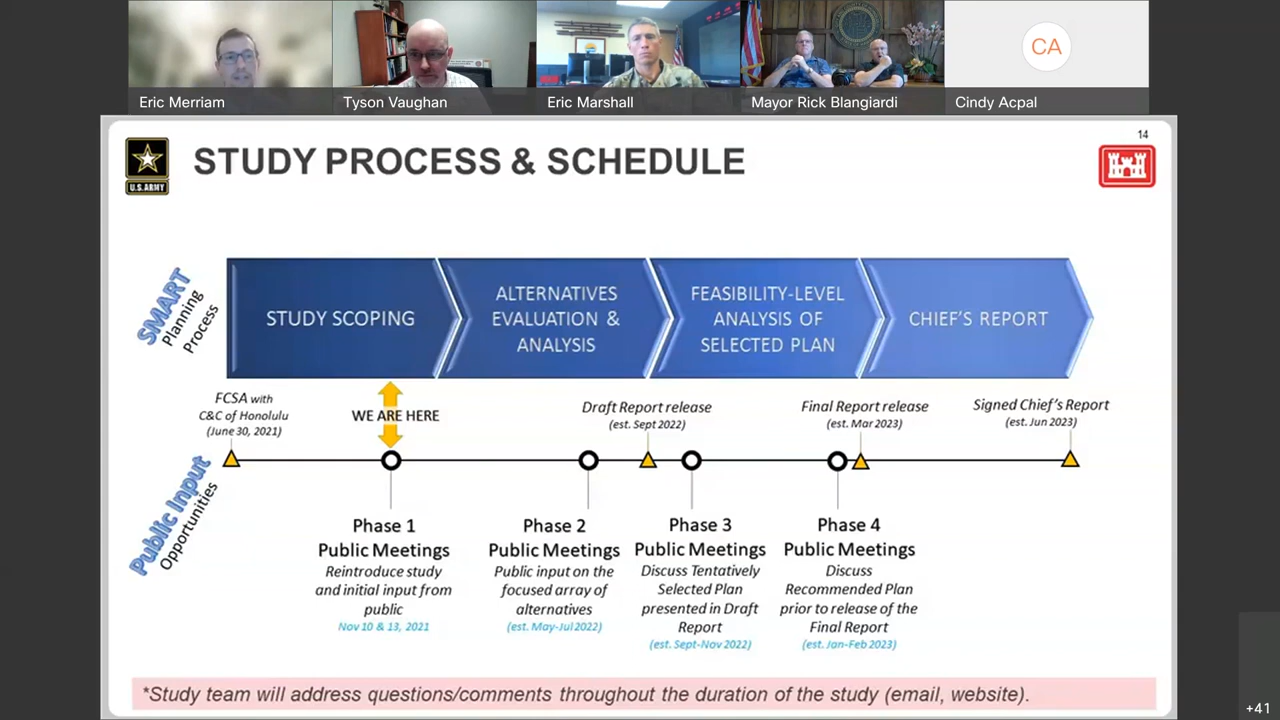 Eric Merriam
Tyson Vaughan
Eric Marshall
Mayor Rick Blangiardi
CA
Cindy Acpal
14
U.S.ARMY
STUDY PROCESS & SCHEDULE
SMART
Planning
Process
STUDY SCOPING
ALTERNATIVES
EVALUATION &
ANALYSIS
FEASIBILITY-LEVEL
ANALYSIS OF
SELECTED PLAN
CHIEF'S REPORT
FCSA with
C&C of Honolulu
(June 30, 2021)
WE ARE HERE
Draft Report release
(est. Sept 2022)
Final Report release
(est. Mar 2023)
Signed Chief's Report
(est. Jun 2023)
Public Input
Opportunities
Phase 1
Public Meetings
Reintroduce study
and initial input from
public
Nov 10 & 13, 2021
Phase 2
Public Meetings
Public input on the
focused array of
alternatives
(est. May-Jul 2022)
Phase 3
Public Meetings
Discuss Tentatively
Selected Plan
presented in Draft
Report
(est. Sept-Nov 2022)
Phase 4
Public Meetings
Discuss
Recommended Plan
prior to release of the
Final Report
(est. Jan-Feb 2023)
*Study team will address questions/comments throughout the duration of the study (email, website).
+41